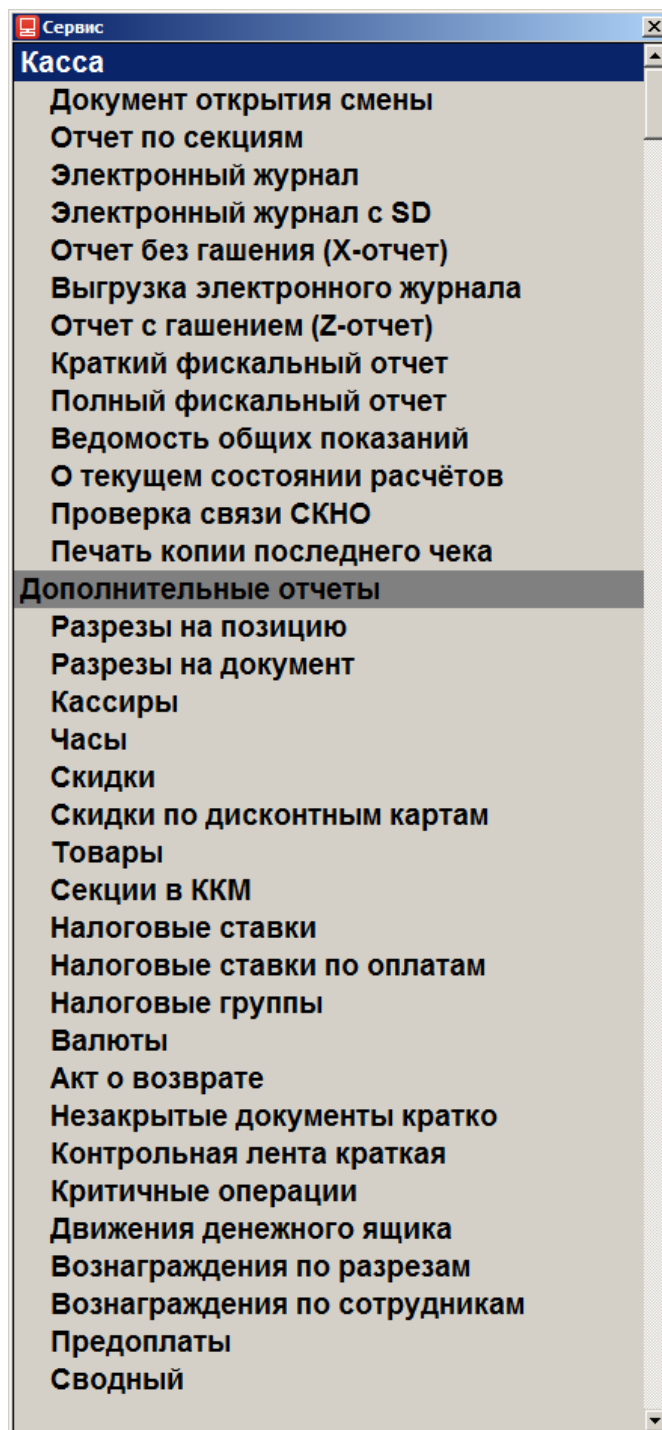 Сервис
Касса
Документ открытия смены
Отчет по секциям
Электронный журнал
Электронный журнал с SD
Отчет без гашения (X-отчет)
Выгрузка электронного журнала
Отчет с гашением (Z-отчет)
Краткий фискальный отчет
Полный фискальный отчет
Ведомость общих показаний
О текущем состоянии расчётов
Проверка связи СКНО
Печать копии последнего чека
Дополнительные отчеты
Разрезы на позицию
Разрезы на документ
Кассиры
Часы
Скидки
Скидки по дисконтным картам
Товары
Секции в ККМ
Налоговые ставки
Налоговые ставки по оплатам
Налоговые группы
Валюты
Акт о возврате
Незакрытые документы кратко
Контрольная лента краткая
Критичные операции
Движения денежного ящика
Вознаграждения по разрезам
Вознаграждения по сотрудникам
Предоплаты
Сводный